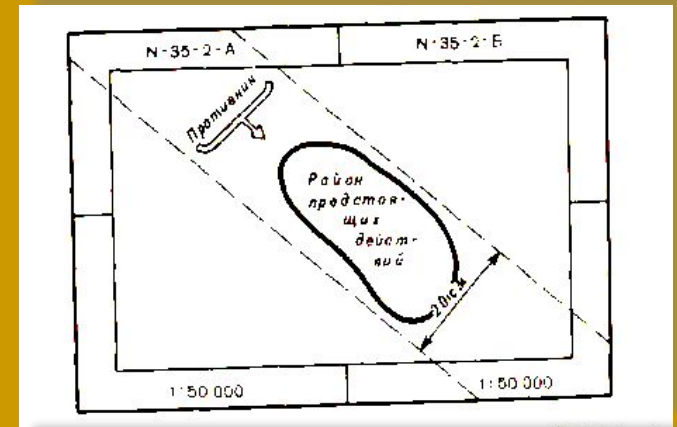 N-35-2-А
N-35-2-Б
Противник
Район
предстоя-
щих
дейст-
вий
20 см
1:50 000
1:50 000